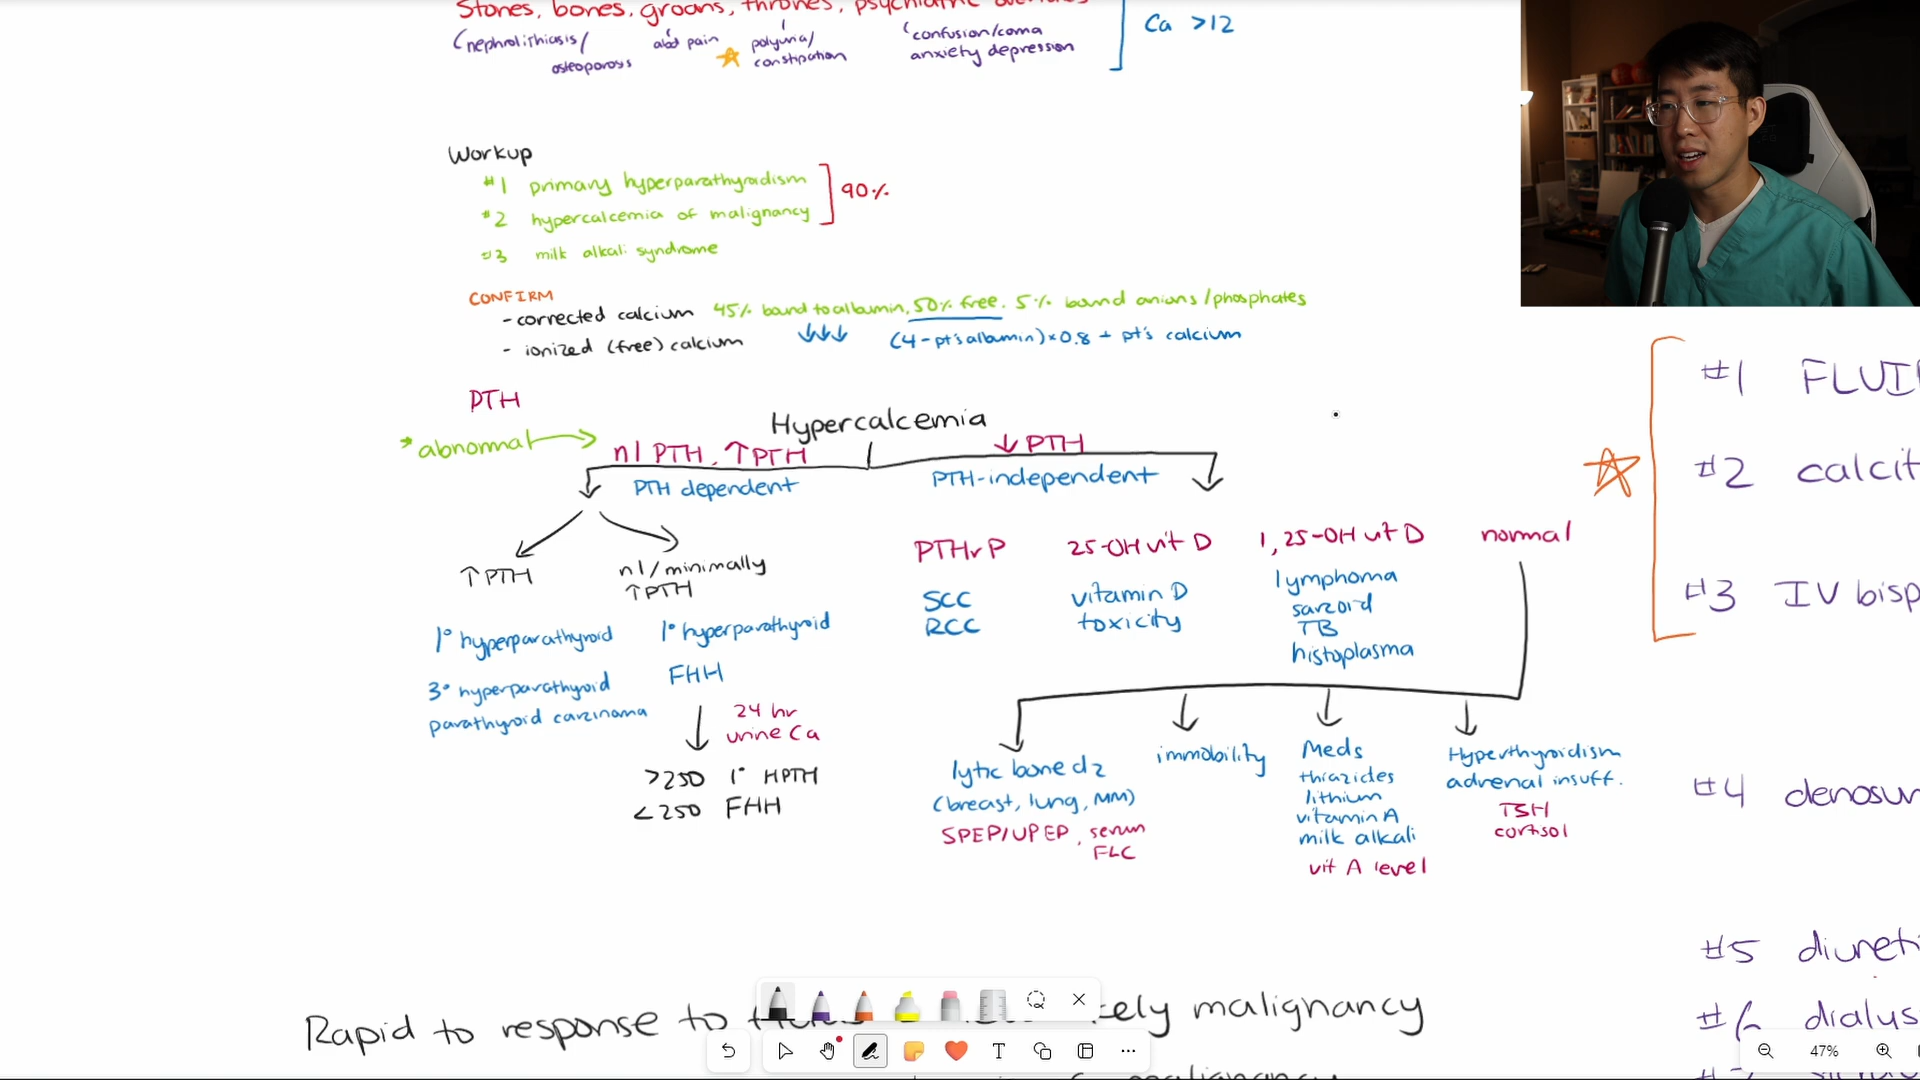 Stones, bones, groans, thrones, psychiatric overtones
(nephrolithiasis/
osteoporosis
abd pain
polyuria/
constipation
(confusion/coma
anxiety depression
Ca >12
Workup
#1 primary hyperparathyroidism
#2 hypercalcemia of malgnancy
90%
#3 milk alkali syndrome
CONFIRM
- corrected calcium 45% bound to albumin, 50% free, 5% bound anions/phosphates
- ionized (free) calcium (4-pt's albumin)×0.8 + pt's calcium
PTH
*abnormal
Hypercalcemia
nl PTH, ↑PTH
↓PTH
PTH dependent
PTH-independent
↑PTH
nl/minimally
↑PTH
1° hyperparathyroid
3° hyperparathyroid
parathyroid carcinoma
1° hyperparathyroid
FHH
24 hr
urine Ca
>250 1° HPTH
<250 FHH
PTHrP
SCC
RCC
25-OH vit D
vitamin D
toxicity
1,25-OH vit D
lymphoma
sarcoid
TB
histoplasma
normal
lytic bone dz
(breast, lung, MM)
SPEP/UPEP, serum
FLC
immobility
Meds
thiazides
lithium
vitamin A
milk alkali
vit A level
Hyperthyroidism
adrenal insuff.
TSH
cortisol
#1 FLUI
#2 calcit
#3 IV bisp
#4 denosum
#5 diureti
#6 dialys
Rapid to response to
ely malignancy
malignancy
T
47%